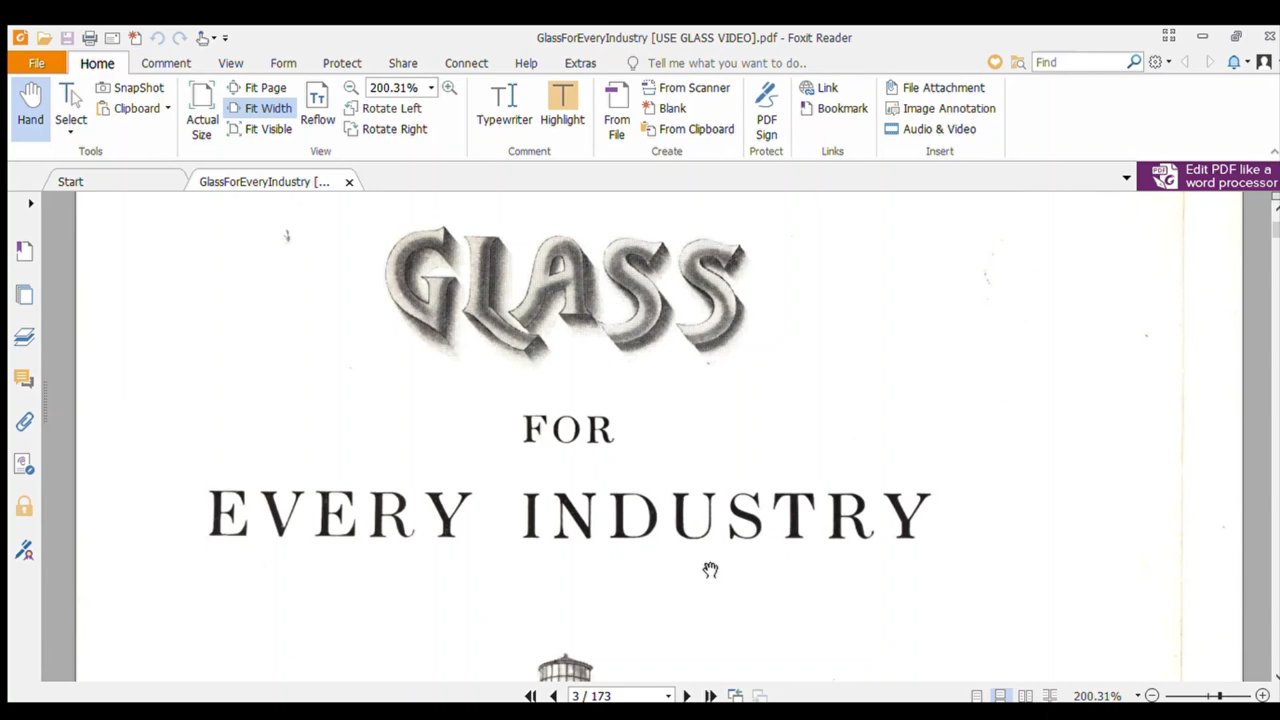 GlassForEveryIndustry [USE GLASS VIDEO].pdf - Foxit Reader
File Home Comment View Form Protect Share Connect Help Extras Tell me what you want to do.. Find
Hand
Select
SnapShot
Clipboard
Tools
Actual
Size
Fit Page
Fit Width
Fit Visible
Reflow
200.31%
Rotate Left
Rotate Right
View
Typewriter
Highlight
Comment
From
File
From Scanner
Blank
From Clipboard
Create
PDF
Sign
Protect
Link
Bookmark
Links
File Attachment
Image Annotation
Audio & Video
Insert
Start
GlassForEveryIndustry [...
Edit PDF like a
word processor
GLASS
FOR
EVERY INDUSTRY
3 / 173
200.31%